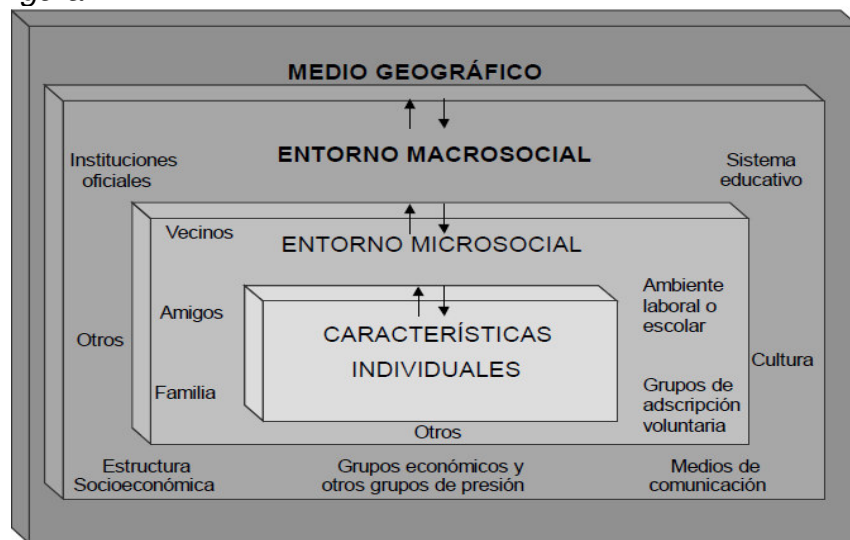 MEDIO GEOGRÁFICO
ENTORNO MACROSOCIAL
Instituciones
oficiales
Sistema
educativo
Vecinos
ENTORNO MICROSOCIAL
Amigos
Ambiente
laboral o
escolar
CARACTERÍSTICAS
INDIVIDUALES
Otros
Cultura
Familia
Grupos de
adscripción
voluntaria
Otros
Estructura
Socioeconómica
Grupos económicos y
otros grupos de presión
Medios de
comunicación